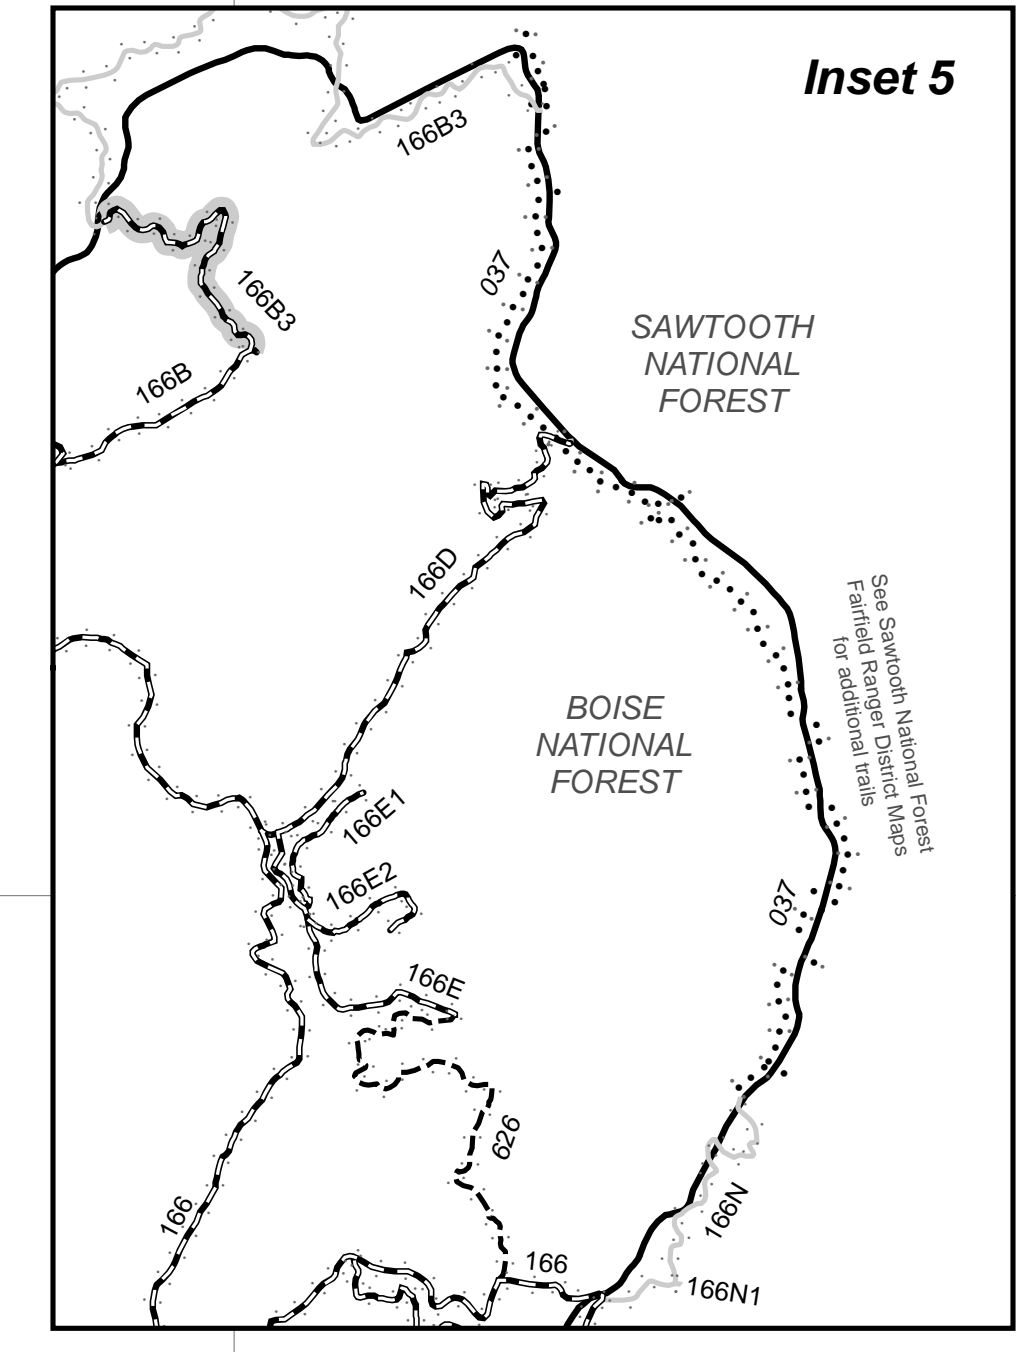 Inset 5
166B3
037
166B3
SAWTOOTH
NATIONAL
FOREST
166B
166D
See Sawtooth National Forest
Fairfield Ranger District Maps
for additional trails
BOISE
NATIONAL
FOREST
166E1
166E2
037
166E
626
166
166N
166
166N1